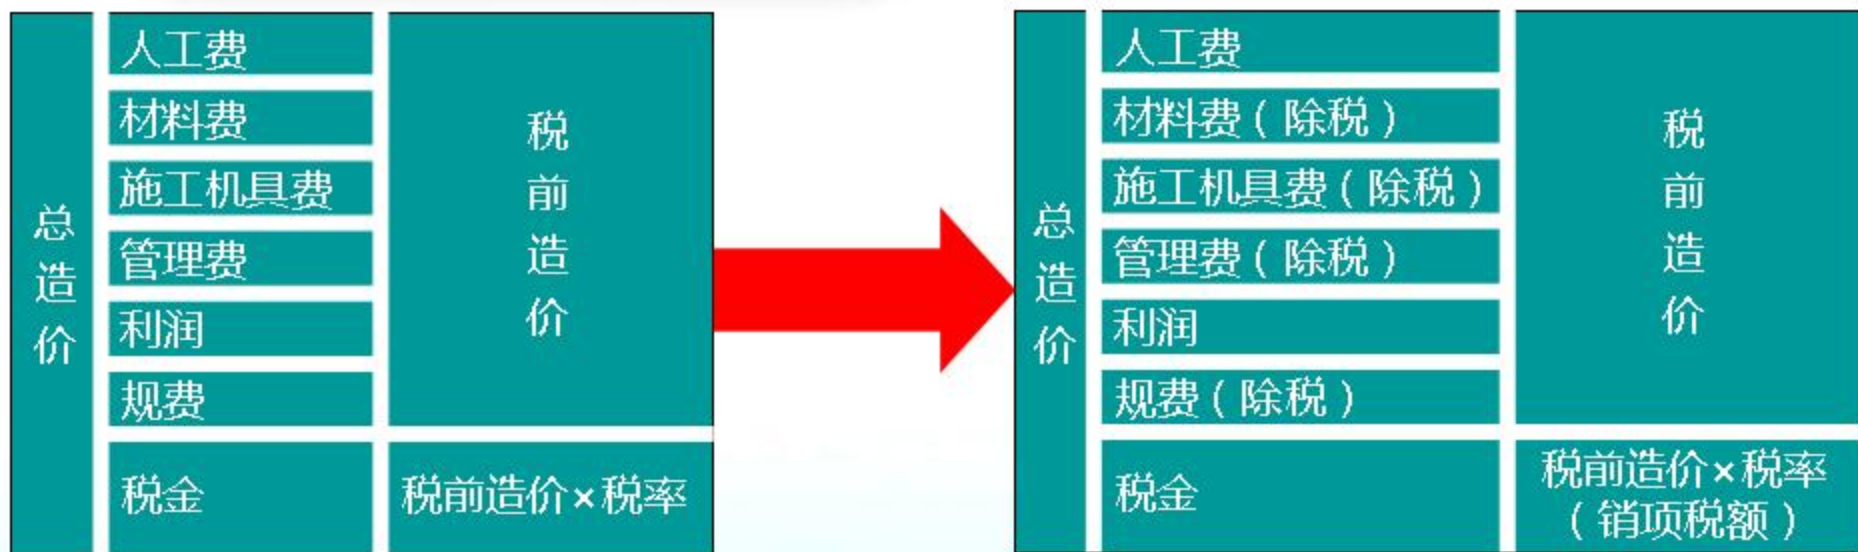 总造价
人工费
材料费
施工机具费
管理费
利润
规费
税金
税前造价
税前造价×税率
总造价
人工费
材料费（除税）
施工机具费（除税）
管理费（除税）
利润
规费（除税）
税金
税前造价
税前造价×税率
（销项税额）